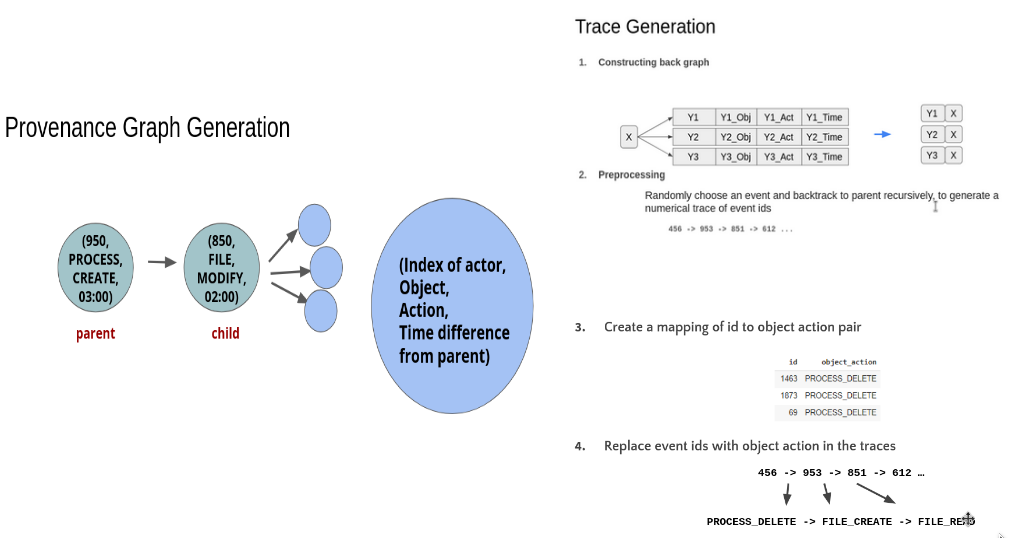 Provenance Graph Generation
(950,
PROCESS,
CREATE,
03:00)
parent
(850,
FILE,
MODIFY,
02:00)
child
(Index of actor,
Object,
Action,
Time difference
from parent)
Trace Generation
1. Constructing back graph
X
Y1 Y1_Obj Y1_Act Y1_Time
Y2 Y2_Obj Y2_Act Y2_Time
Y3 Y3_Obj Y3_Act Y3_Time
Y1 X
Y2 X
Y3 X
2. Preprocessing
Randomly choose an event and backtrack to parent recursively, to generate a
numerical trace of event ids
456 -> 953 -> 851 -> 612 ...
3. Create a mapping of id to object action pair
id object_action
1463 PROCESS_DELETE
1873 PROCESS_DELETE
69 PROCESS_DELETE
4. Replace event ids with object action in the traces
456 -> 953 -> 851 -> 612 …
PROCESS_DELETE -> FILE_CREATE ->